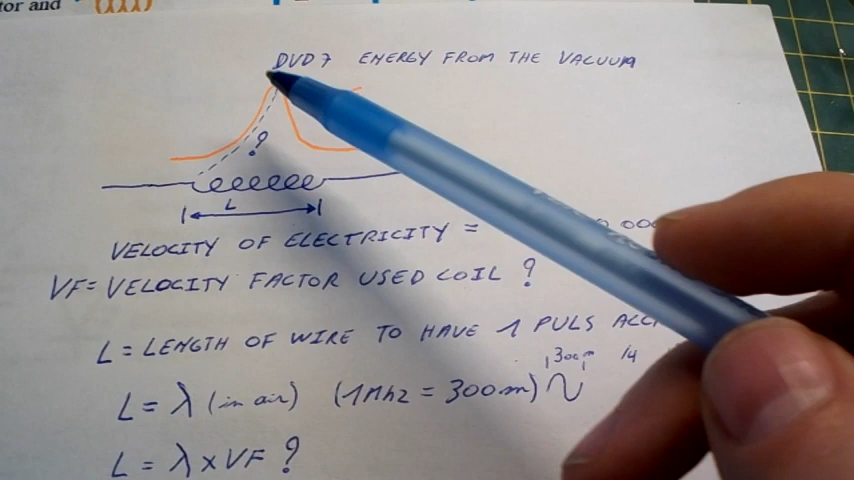 tor and
DVD7 ENERGY FROM THE VACUUM
?
L
VELOCITY OF ELECTRICITY =
VF= VELOCITY FACTOR USED COIL ?
L = LENGTH OF WIRE TO HAVE 1 PULS
300m /4
L = λ (in air) (1Mhz = 300m)
L = λ x VF ?